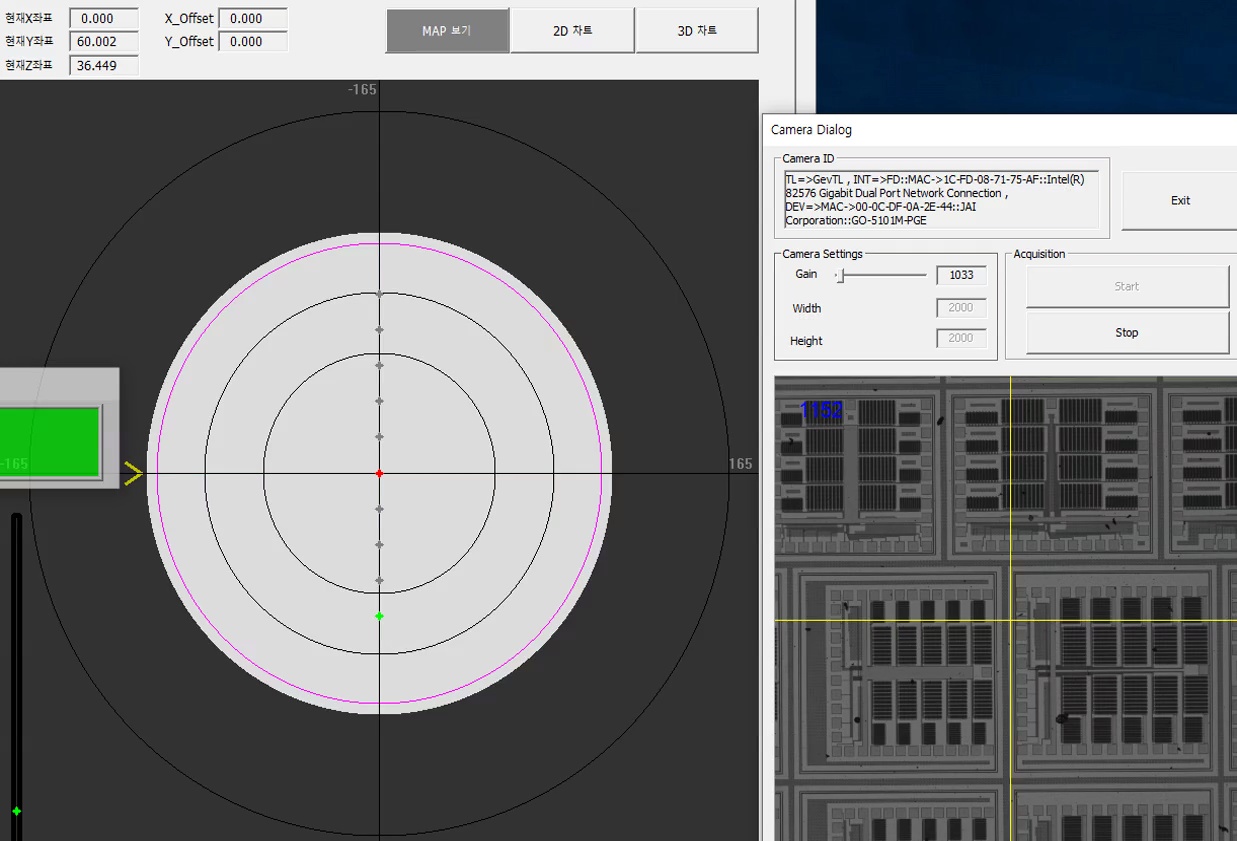 현재X좌표 0.000 X_Offset 0.000
현재Y좌표 60.002 Y_Offset 0.000
현재Z좌표 36.449
MAP 보기 2D 차트 3D 차트
-165
-165
165
Camera Dialog
Camera ID
TL=>GevTL , INT=>FD::MAC->1C-FD-08-71-75-AF::Intel(R)
82576 Gigabit Dual Port Network Connection ,
DEV=>MAC->00-0C-DF-0A-2E-44::JAI
Corporation::GO-5101M-PGE
Exit
Camera Settings
Gain 1033
Width 2000
Height 2000
Acquisition
Start
Stop
1152